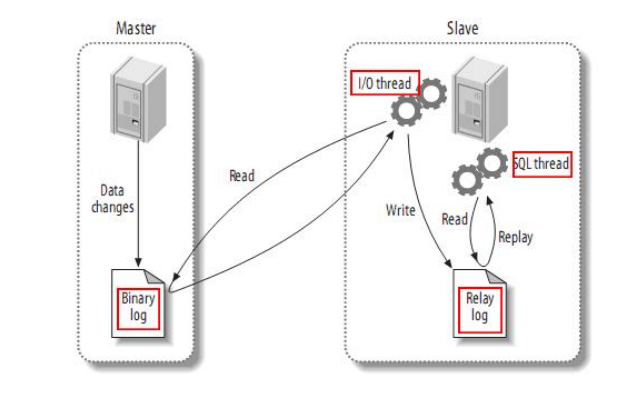 Master
Slave
I/O thread
SQL thread
Read
Data
changes
Write
Read
Replay
Binary
log
Relay
log